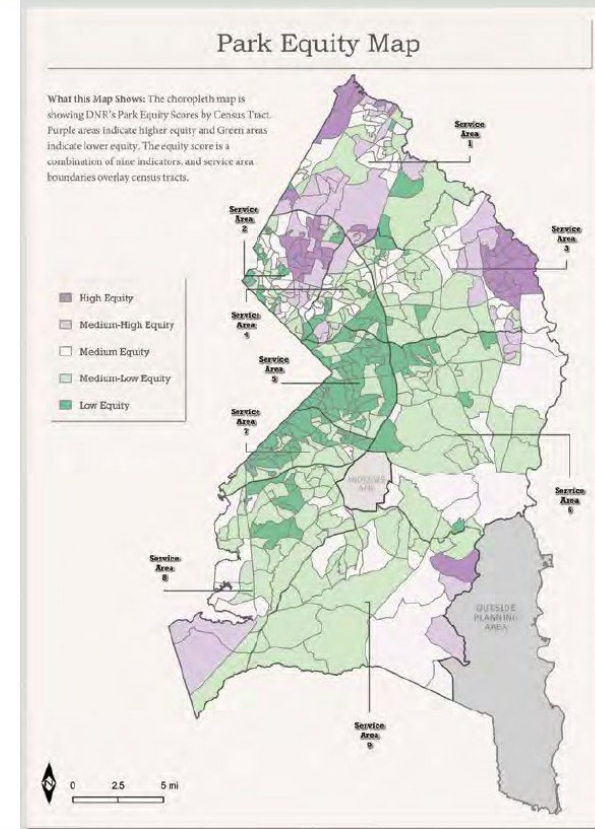 Park Equity Map
What this Map Shows: The choropleth map is
showing DNR's Park Equity Scores by Census Tract.
Purple areas indicate higher equity and Green areas
indicate lower equity. The equity score is a
combination of nine indicators, and service area
boundaries overlay census tracts.
Service
Area
1
Service
Area
2
Service
Area
3
Service
Area
4
Service
Area
5
Service
Area
7
High Equity
Medium-High Equity
Medium Equity
Medium-Low Equity
Low Equity
Service
Area
6
Service
Area
8
OUTSIDE
PLANNING
AREA
Service
Area
9
N
0 2.5 5 mi